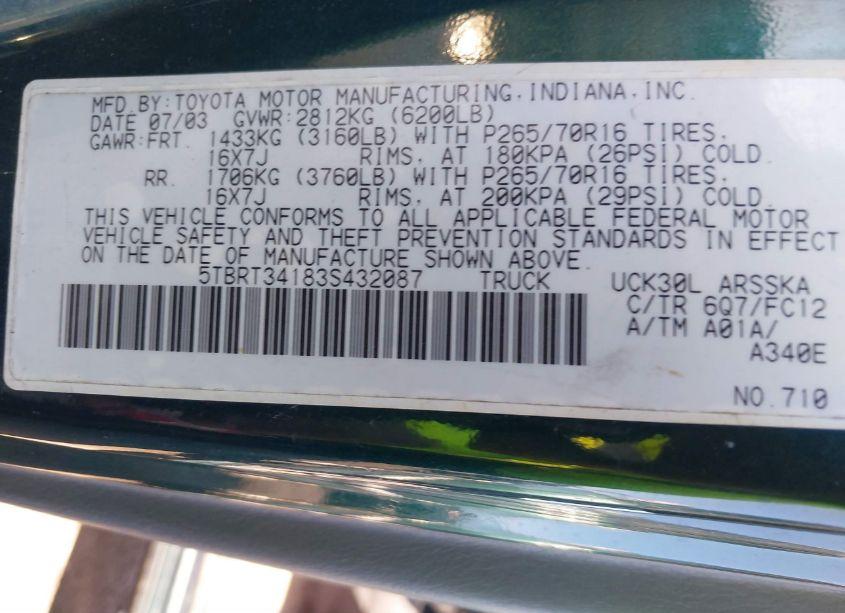 MFD.BY:TOYOTA MOTOR MANUFACTURING,INDIANA,INC.
DATE 07/03 GVWR:2812KG (6200LB)
GAWR:FRT. 1433KG (3160LB) WITH P265/70R16 TIRES,
16X7J RIMS, AT 180KPA (26PSI) COLD.
RR. 1706KG (3760LB) WITH P265/70R16 TIRES,
16X7J RIMS, AT 200KPA (29PSI) COLD.
THIS VEHICLE CONFORMS TO ALL APPLICABLE FEDERAL MOTOR
VEHICLE SAFETY AND THEFT PREVENTION STANDARDS IN EFFECT
ON THE DATE OF MANUFACTURE SHOWN ABOVE.
5TBRT34183S432087 TRUCK UCK30L ARSSKA
C/TR 6Q7/FC12
A/TM A01A/
A340E
NO.710